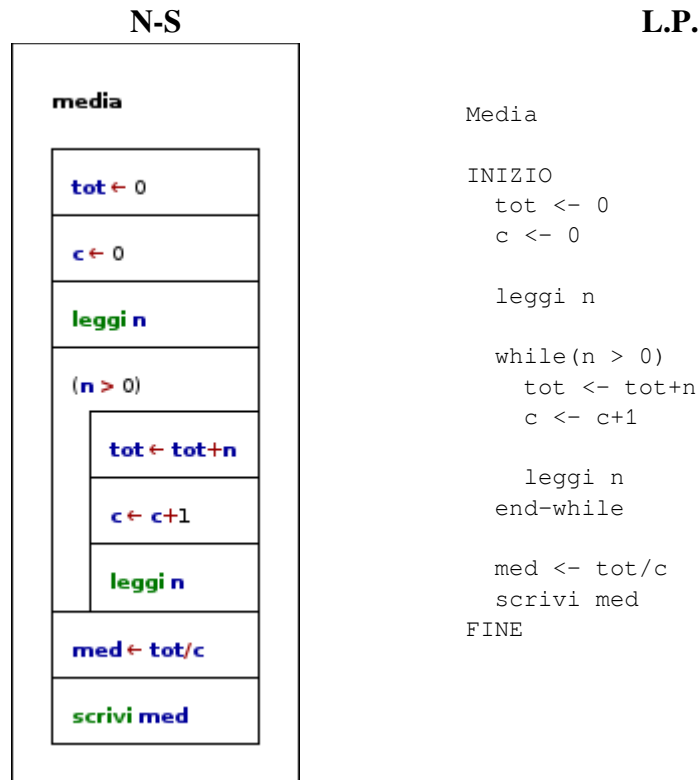 N-S
media
tot ← 0
c ← 0
leggi n
(n > 0)
tot ← tot+n
c ← c+1
leggi n
med ← tot/c
scrivi med
L.P.
Media
INIZIO
tot <- 0
c <- 0
leggi n
while(n > 0)
tot <- tot+n
c <- c+1
leggi n
end-while
med <- tot/c
scrivi med
FINE